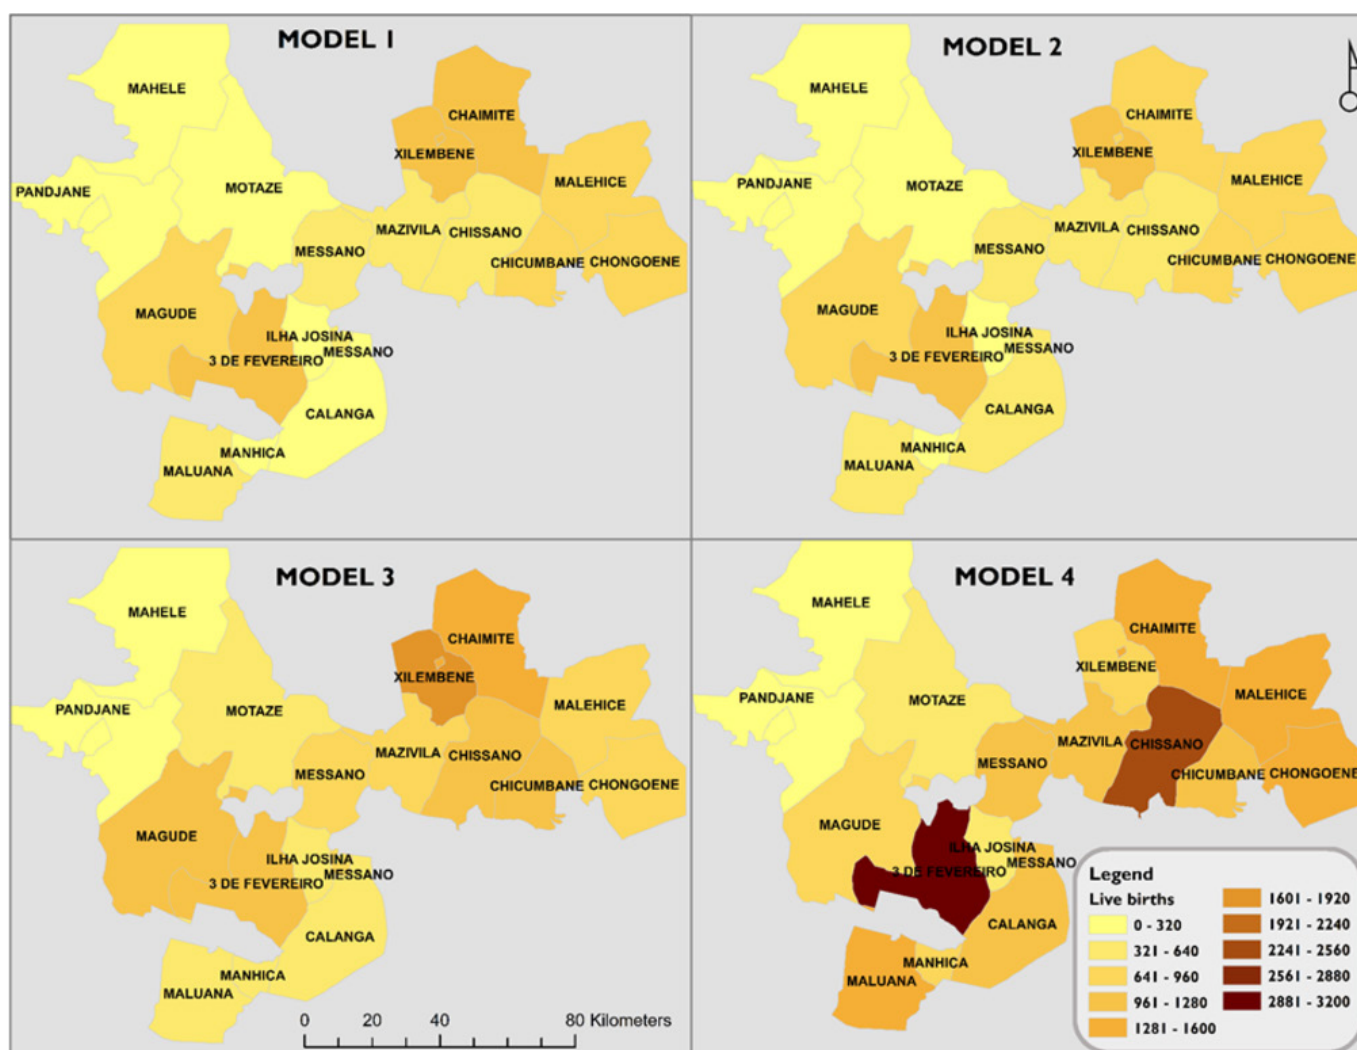 MODEL 1
MAHELE
CHAIMITE
XILEMBENE
MALEHICE
PANDJANE
MOTAZE
MAZIVILA
CHISSANO
MESSANO
CHICUMBANE
CHONGOENE
MAGUDE
ILHA JOSINA
MESSANO
3 DE FEVEREIRO
CALANGA
MANHICA
MALUANA
MODEL 2
MAHELE
CHAIMITE
XILEMBENE
MALEHICE
PANDJANE
MOTAZE
MAZIVILA
CHISSANO
MESSANO
CHICUMBANE
CHONGOENE
MAGUDE
ILHA JOSINA
MESSANO
3 DE FEVEREIRO
CALANGA
MANHICA
MALUANA
MODEL 3
MAHELE
CHAIMITE
XILEMBENE
MALEHICE
PANDJANE
MOTAZE
MAZIVILA
CHISSANO
MESSANO
CHICUMBANE
CHONGOENE
MAGUDE
ILHA JOSINA
MESSANO
3 DE FEVEREIRO
CALANGA
MANHICA
MALUANA
0 20 40 80 Kilometers
MODEL 4
MAHELE
CHAIMITE
XILEMBENE
MALEHICE
PANDJANE
MOTAZE
MAZIVILA
CHISSANO
MESSANO
CHICUMBANE
CHONGOENE
MAGUDE
ILHA JOSINA
MESSANO
3 DE FEVEREIRO
CALANGA
MANHICA
MALUANA
Legend
Live births
0 - 320
321 - 640
641 - 960
961 - 1280
1281 - 1600
1601 - 1920
1921 - 2240
2241 - 2560
2561 - 2880
2881 - 3200